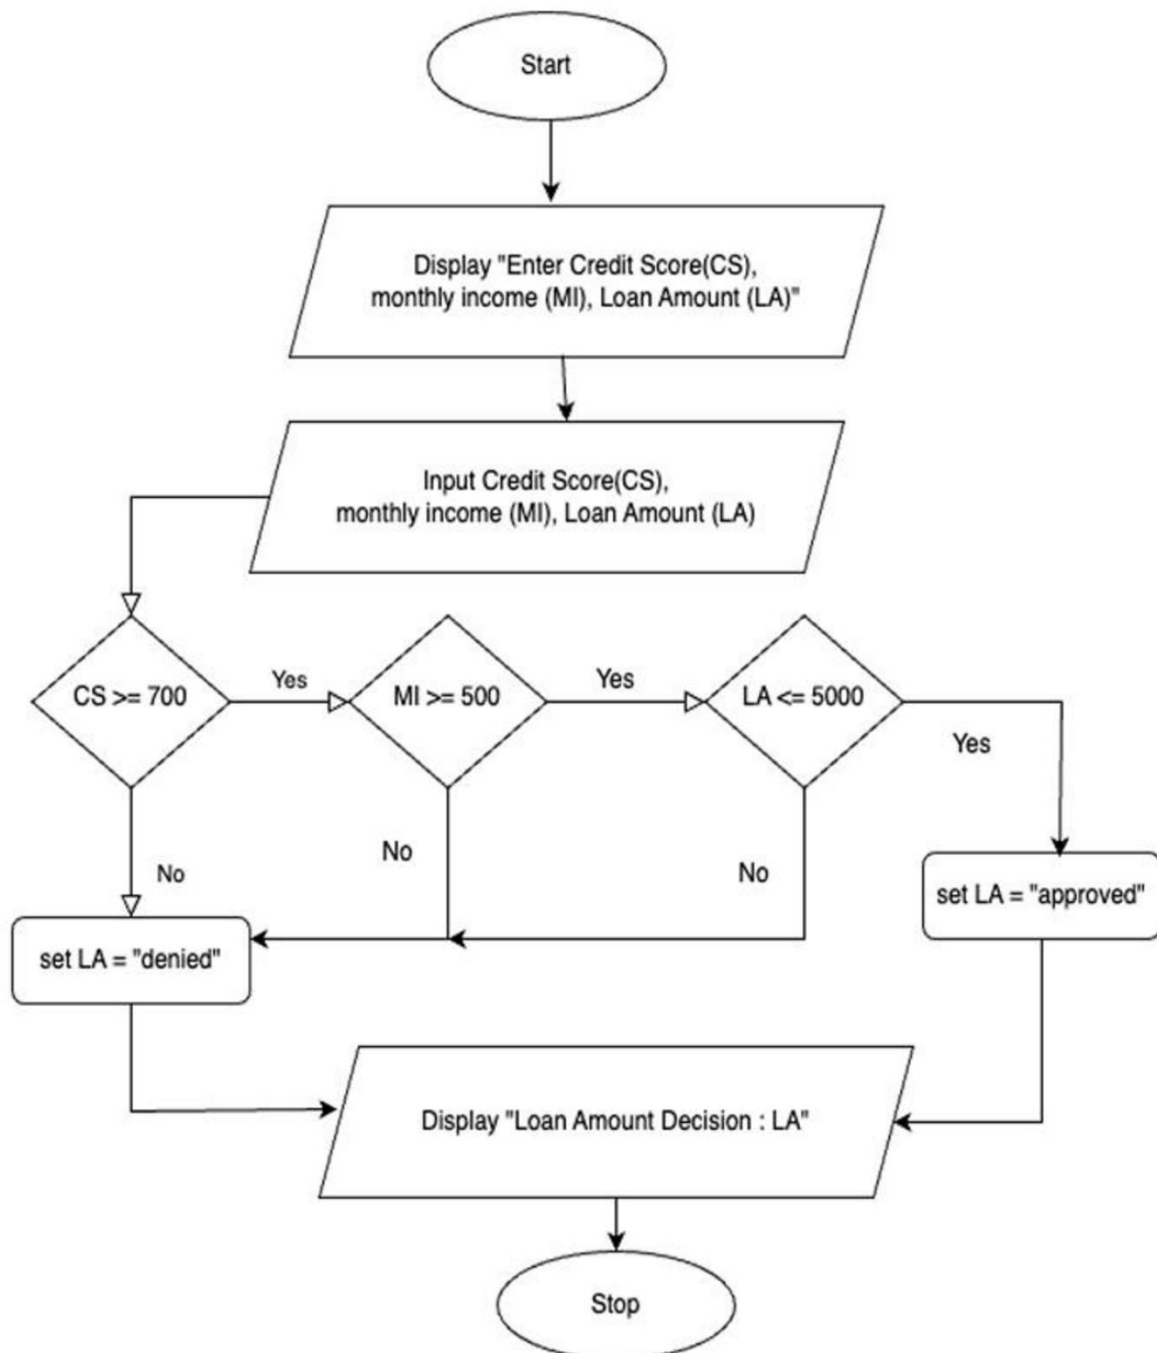 Start
Display "Enter Credit Score(CS),
monthly income (MI), Loan Amount (LA)"
Input Credit Score(CS),
monthly income (MI), Loan Amount (LA)
CS >= 700
Yes
MI >= 500
Yes
LA <= 5000
Yes
No
No
No
set LA = "denied"
set LA = "approved"
Display "Loan Amount Decision : LA"
Stop